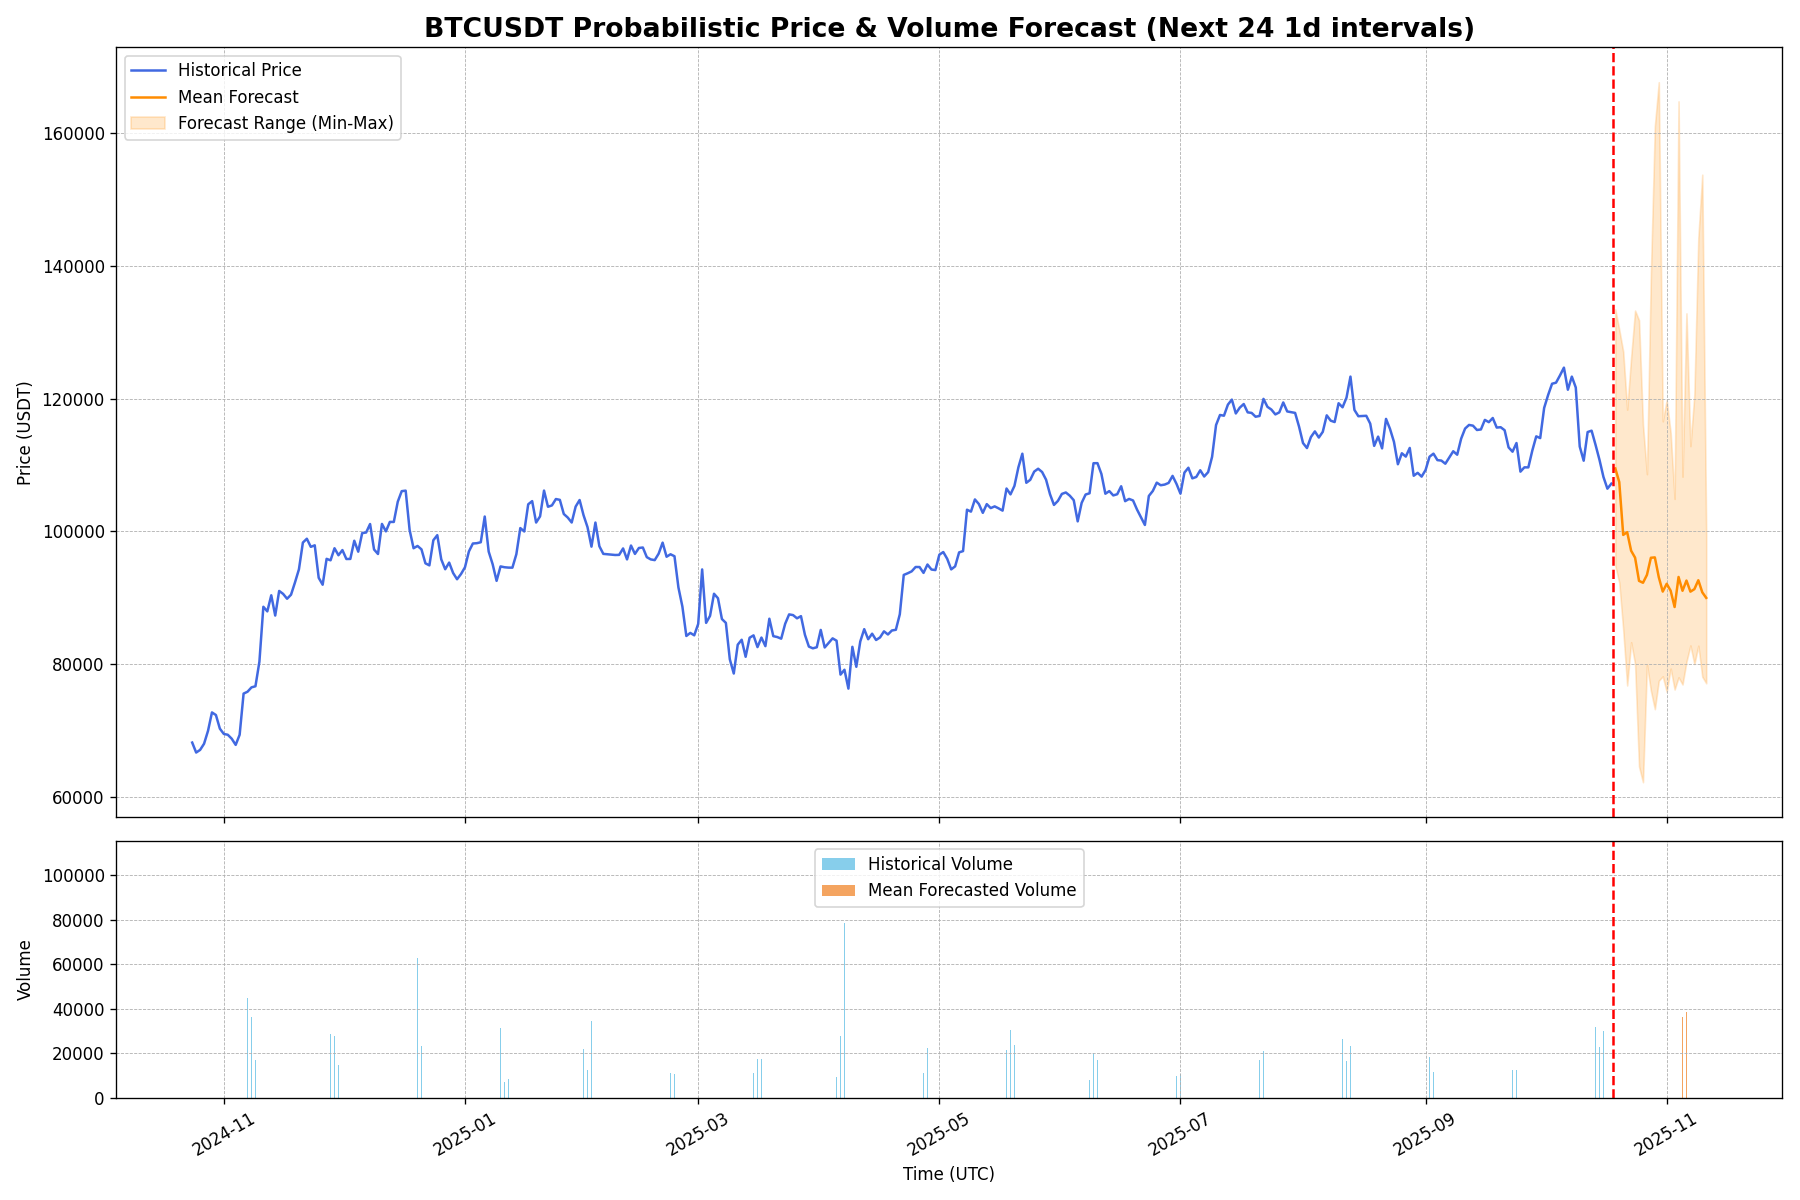 BTCUSDT Probabilistic Price & Volume Forecast (Next 24 1d intervals)
Historical Price
Mean Forecast
Forecast Range (Min-Max)
Price (USDT)
160000
140000
120000
100000
80000
60000
Historical Volume
Mean Forecasted Volume
Volume
100000
80000
60000
40000
20000
0
2024-11
2025-01
2025-03
2025-05
2025-07
2025-09
2025-11
Time (UTC)